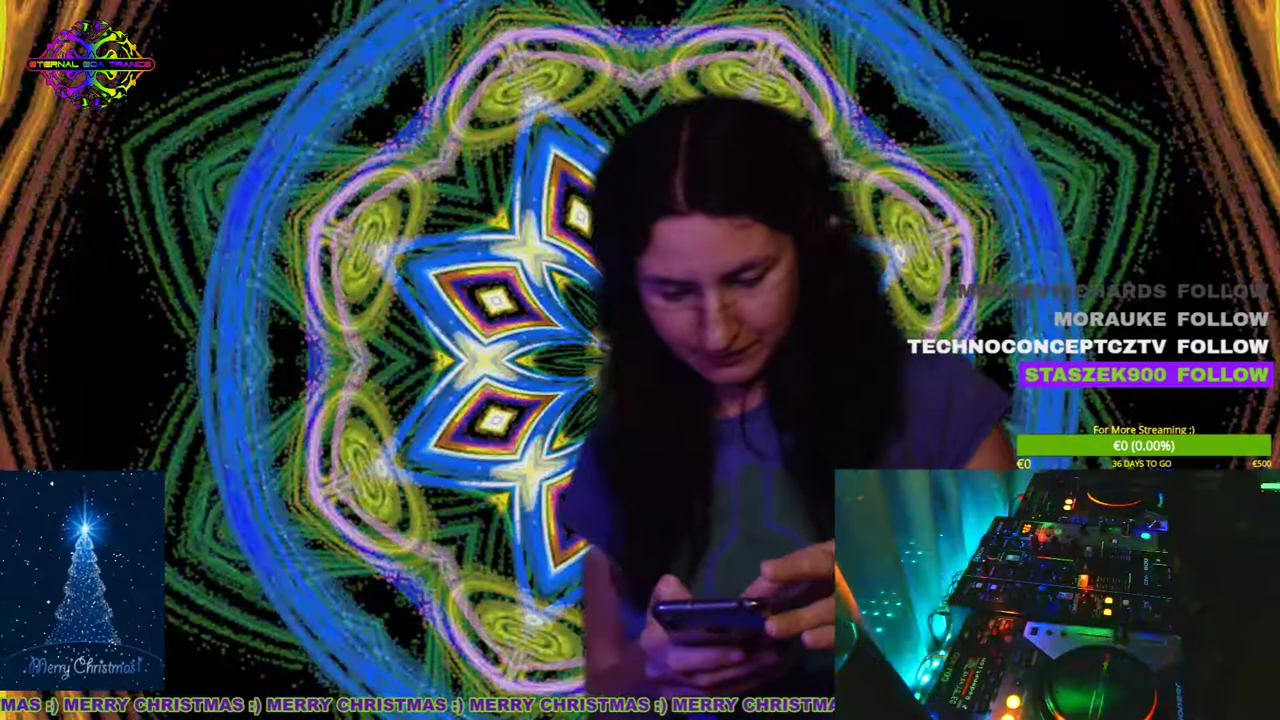 ETERNAL GOA TRANCE
FOLLOW
MORAUKE FOLLOW
TECHNOCONCEPTCZTV FOLLOW
STASZEK900 FOLLOW
For More Streaming :)
€0 (0.00%)
€0 36 DAYS TO GO €500
Merry Christmas!
MAS :) MERRY CHRISTMAS :) MERRY CHRISTMAS :) MERRY CHRISTMAS :) MERRY CHRISTMA